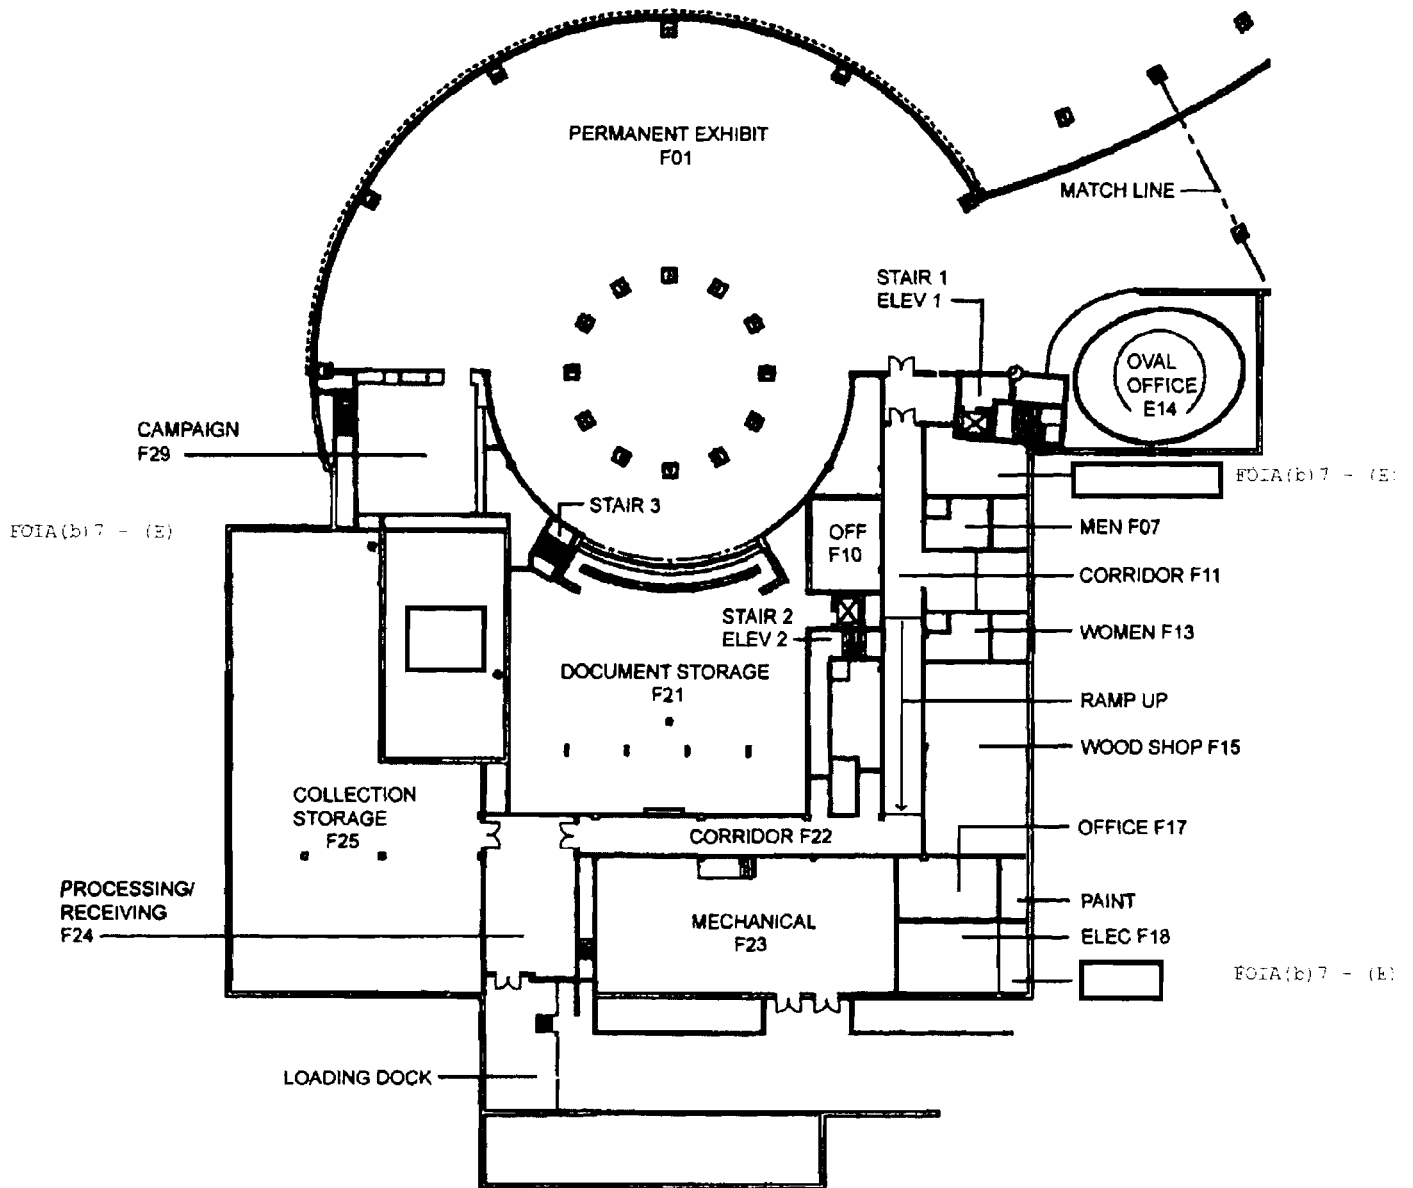 PERMANENT EXHIBIT
F01
MATCH LINE
STAIR 1
ELEV 1
OVAL
OFFICE
E14
CAMPAIGN
F29
FOIA(b)7 - (E)
FOIA(b)7 - (E)
STAIR 3
OFF
F10
MEN F07
CORRIDOR F11
STAIR 2
ELEV 2
WOMEN F13
DOCUMENT STORAGE
F21
RAMP UP
WOOD SHOP F15
COLLECTION
STORAGE
F25
CORRIDOR F22
OFFICE F17
PROCESSING/
RECEIVING
F24
MECHANICAL
F23
PAINT
ELEC F18
FOIA(b)7 - (E)
LOADING DOCK